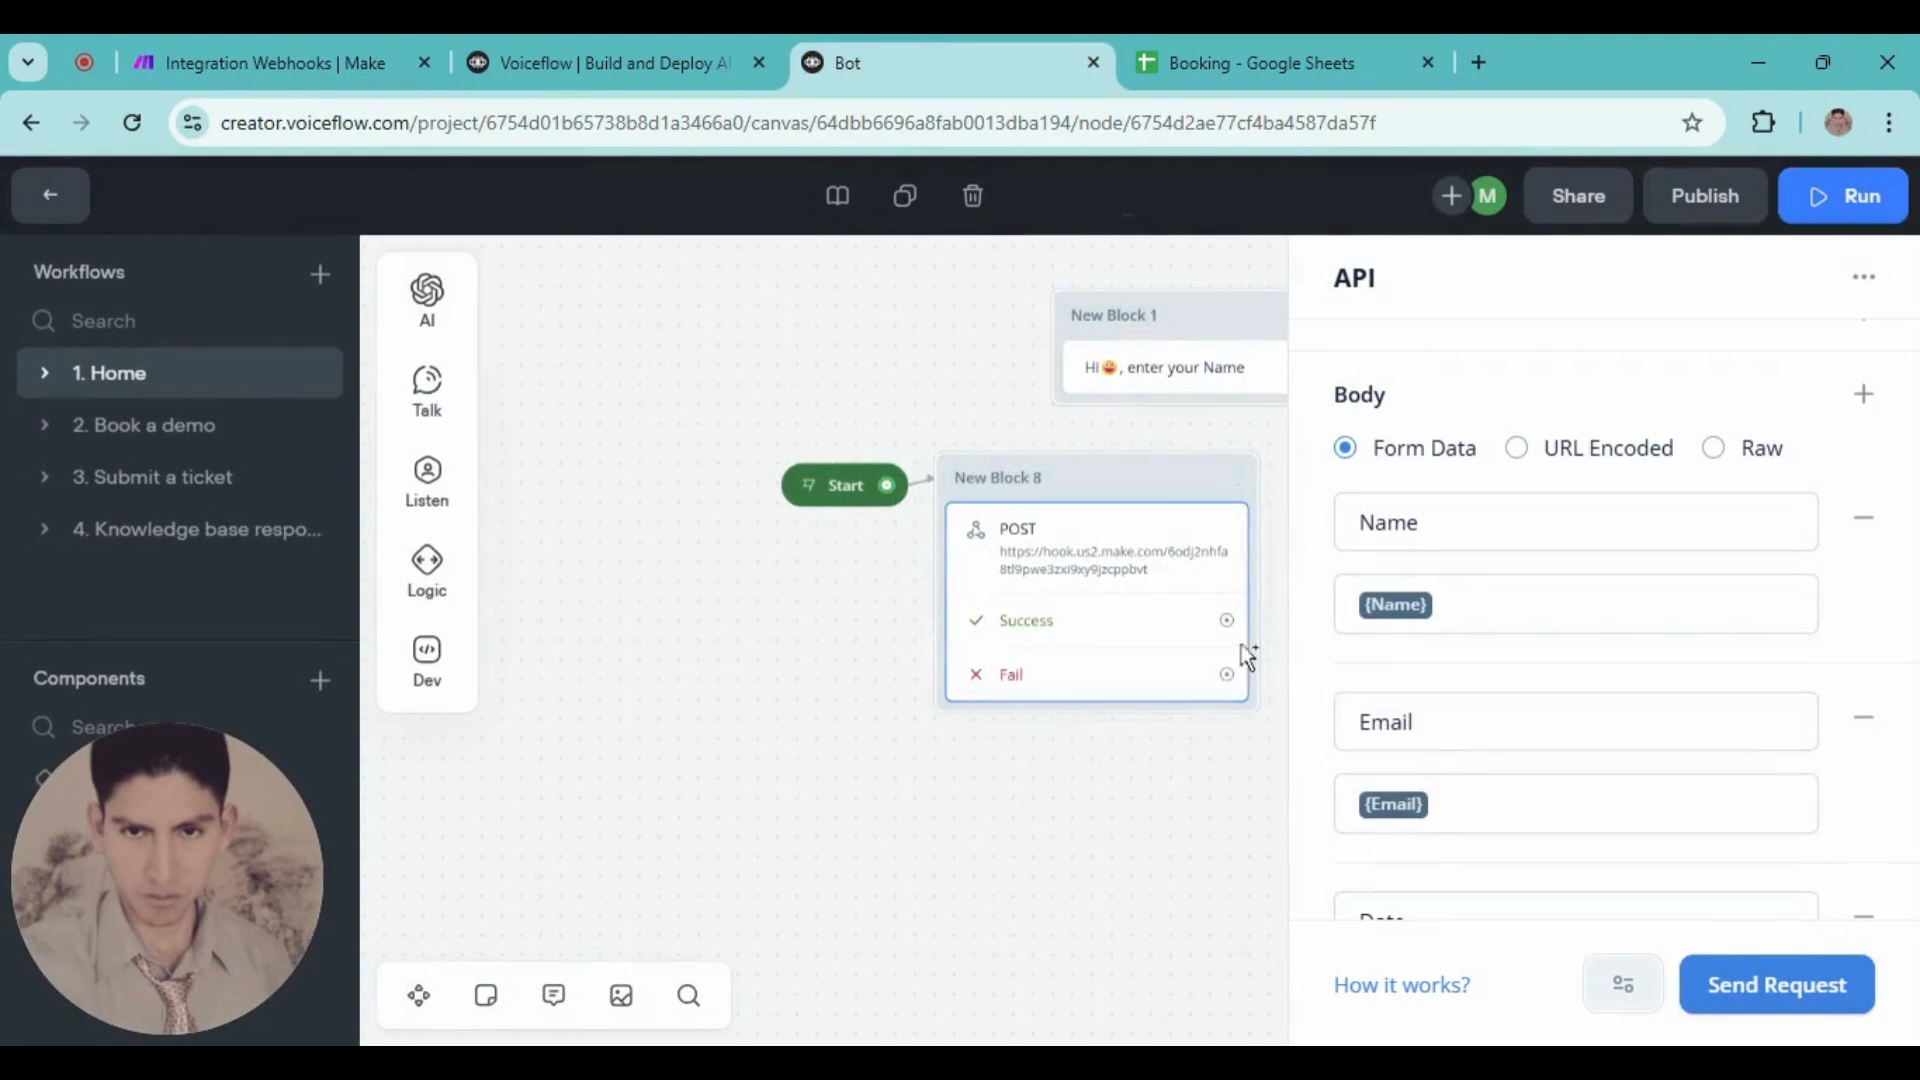 Integration Webhooks | Make
Voiceflow | Build and Deploy AI
Bot
Booking - Google Sheets
creator.voiceflow.com/project/6754d01b65738b8d1a3466a0/canvas/64dbb6696a8fab0013dba194/node/6754d2ae77cf4ba4587da57f
M
Share
Publish
Run
Workflows
Search
1. Home
2. Book a demo
3. Submit a ticket
4. Knowledge base respo...
Components
Search
AI
Talk
Listen
Logic
Dev
New Block 1
Hi😀, enter your Name
Start
New Block 8
POST
https://hook.us2.make.com/6odj2nhfa
8tl9pwe3zxi9xy9jzcppbvt
Success
Fail
API
Body
Form Data
URL Encoded
Raw
Name
{Name}
Email
{Email}
Date
How it works?
Send Request